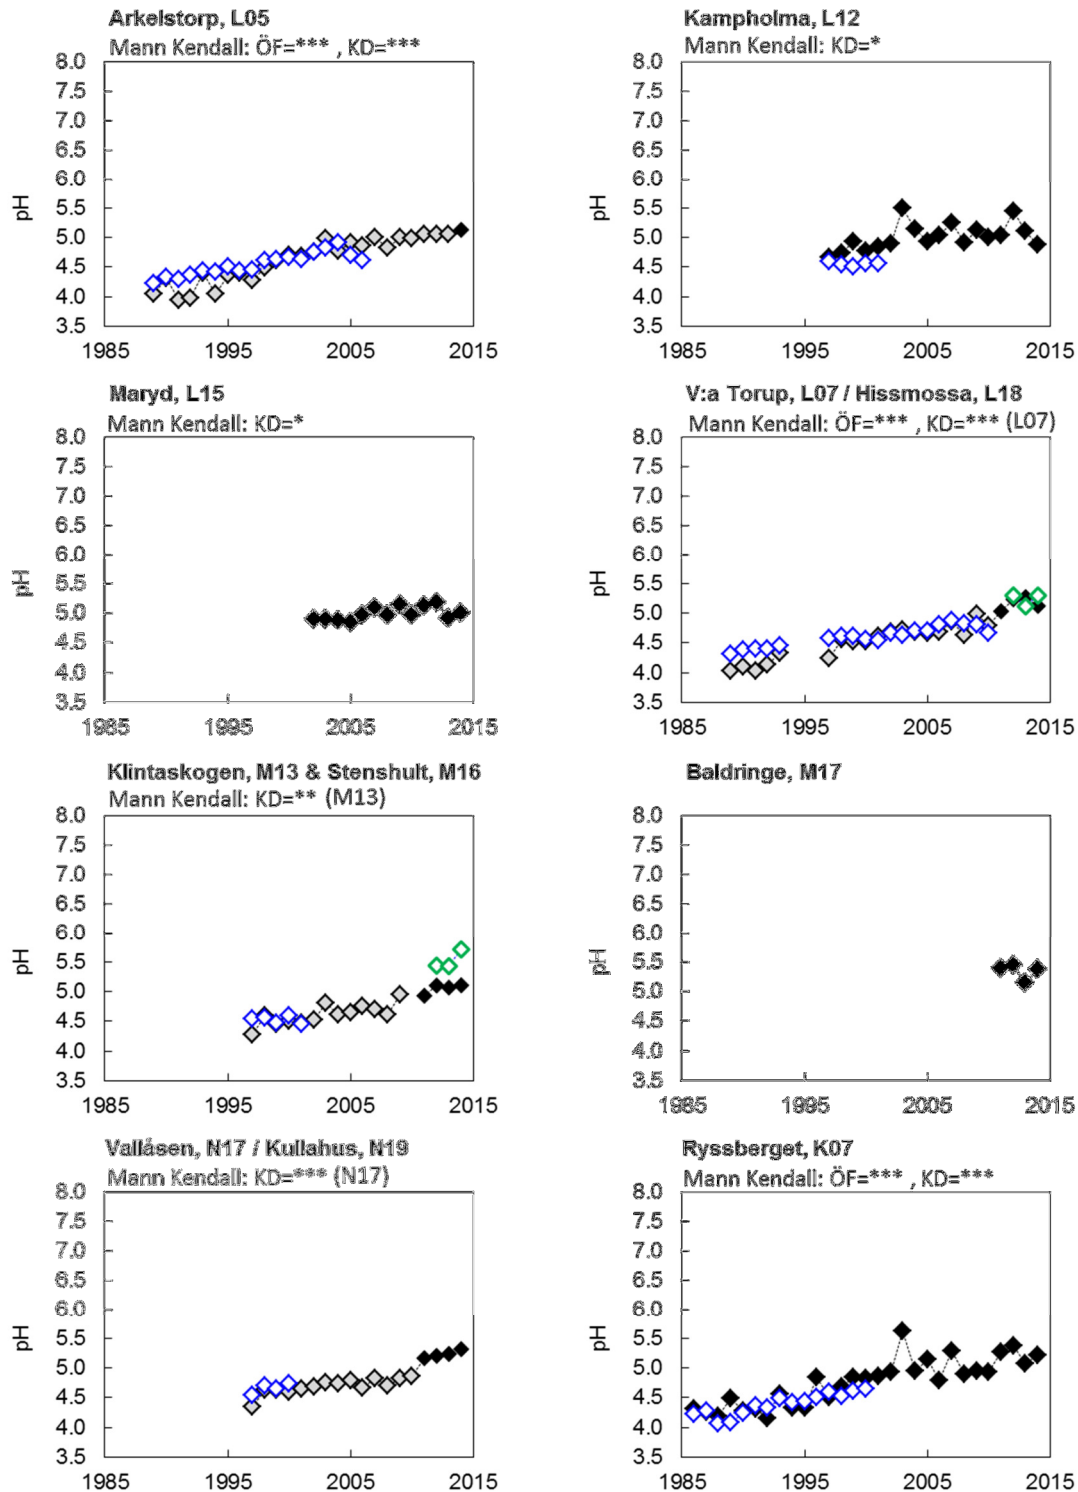 Arkelstorp, L05
Mann Kendall: ÖF=*** , KD=***
8.0
7.5
7.0
6.5
6.0
5.5
5.0
4.5
4.0
3.5
pH
1985 1995 2005 2015
Kampholma, L12
Mann Kendall: KD=*
8.0
7.5
7.0
6.5
6.0
5.5
5.0
4.5
4.0
3.5
pH
1985 1995 2005 2015
Maryd, L15
Mann Kendall: KD=*
8.0
7.5
7.0
6.5
6.0
5.5
5.0
4.5
4.0
3.5
pH
1985 1995 2005 2015
V:a Torup, L07 / Hissmossa, L18
Mann Kendall: ÖF=*** , KD=*** (L07)
8.0
7.5
7.0
6.5
6.0
5.5
5.0
4.5
4.0
3.5
pH
1985 1995 2005 2015
Klintaskogen, M13 & Stenshult, M16
Mann Kendall: KD=** (M13)
8.0
7.5
7.0
6.5
6.0
5.5
5.0
4.5
4.0
3.5
pH
1985 1995 2005 2015
Baldringe, M17
8.0
7.5
7.0
6.5
6.0
5.5
5.0
4.5
4.0
3.5
pH
1985 1995 2005 2015
Vallåsen, N17 / Kullahus, N19
Mann Kendall: KD=*** (N17)
8.0
7.5
7.0
6.5
6.0
5.5
5.0
4.5
4.0
3.5
pH
1985 1995 2005 2015
Ryssberget, K07
Mann Kendall: ÖF=*** , KD=***
8.0
7.5
7.0
6.5
6.0
5.5
5.0
4.5
4.0
3.5
pH
1985 1995 2005 2015